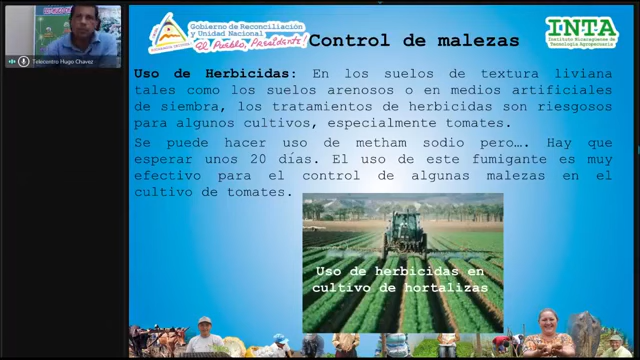 Gobierno de Reconciliación
y Unidad Nacional
El Pueblo, Presidente!
INTA
Instituto Nicaragüense de
Tecnología Agropecuaria
Control de malezas
Uso de Herbicidas: En los suelos de textura liviana
tales como los suelos arenosos o en medios artificiales
de siembra, los tratamientos de herbicidas son riesgosos
para algunos cultivos, especialmente tomates.
Se puede hacer uso de metham sodio pero…. Hay que
esperar unos 20 días. El uso de este fumigante es muy
efectivo para el control de algunas malezas en el
cultivo de tomates.
Uso de herbicidas en
cultivo de hortalizas
Telecentro Hugo Chavez